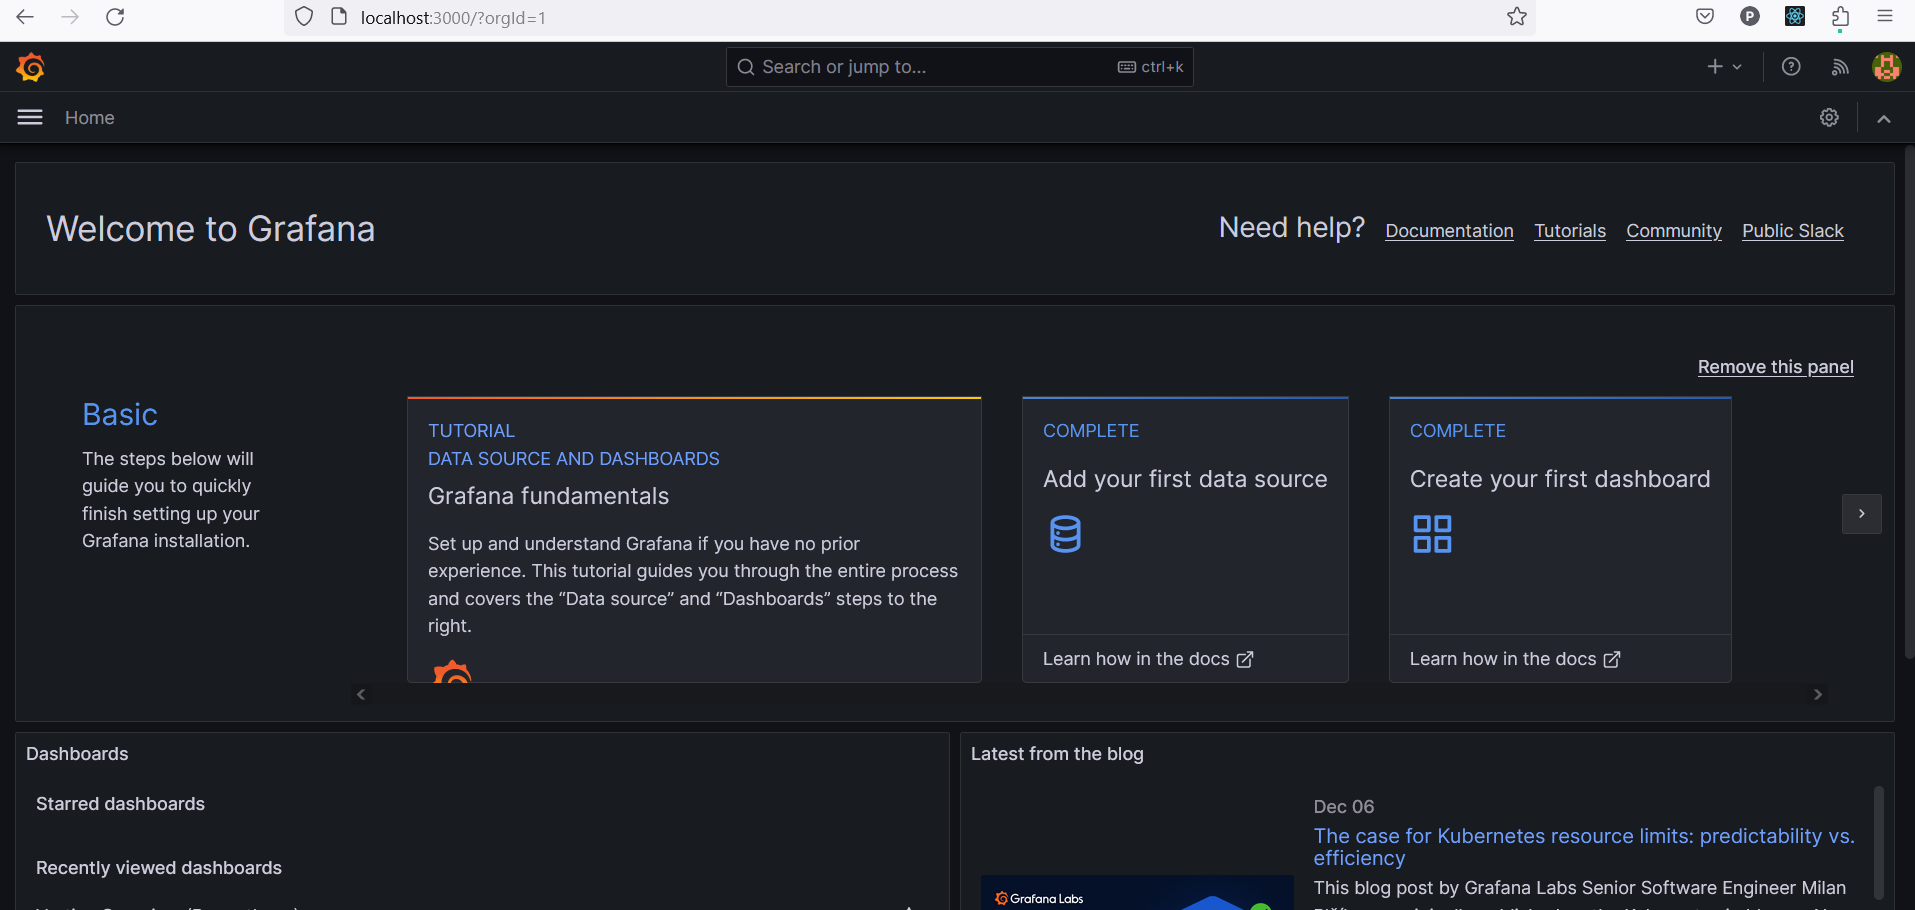 localhost:3000/?orgId=1
P
Search or jump to...
ctrl+k
Home
Welcome to Grafana
Need help?
Documentation
Tutorials
Community
Public Slack
Remove this panel
Basic
The steps below will
guide you to quickly
finish setting up your
Grafana installation.
TUTORIAL
DATA SOURCE AND DASHBOARDS
Grafana fundamentals
Set up and understand Grafana if you have no prior
experience. This tutorial guides you through the entire process
and covers the “Data source” and “Dashboards” steps to the
right.
COMPLETE
Add your first data source
Learn how in the docs
COMPLETE
Create your first dashboard
Learn how in the docs
Dashboards
Starred dashboards
Recently viewed dashboards
Latest from the blog
Dec 06
The case for Kubernetes resource limits: predictability vs.
efficiency
This blog post by Grafana Labs Senior Software Engineer Milan
Grafana Labs